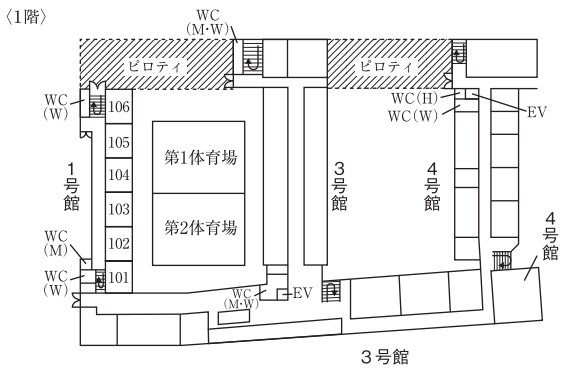 〈1階〉
WC
(M･W)
ピロティ
ピロティ
WC
(W)
106
WC(H)
EV
WC(W)
105
第1体育場
1号館
104
3号館
4号館
103
第2体育場
4号館
WC
(M)
102
WC
(W)
101
WC
(M･W)
EV
3号館